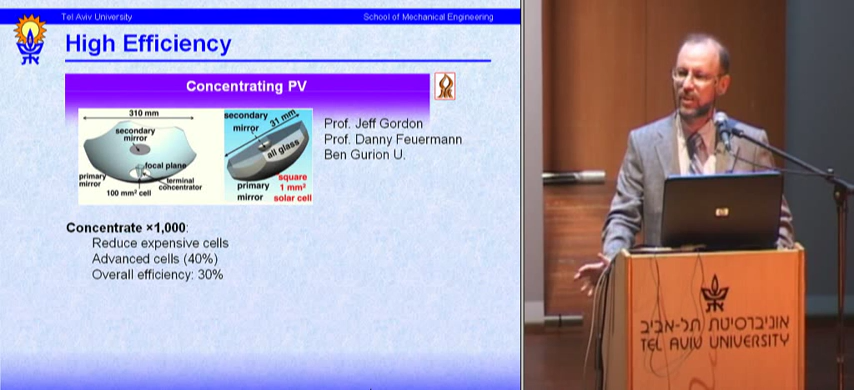 Tel Aviv University
School of Mechanical Engineering
High Efficiency
Concentrating PV
310 mm
secondary
mirror
focal plane
primary
mirror
terminal
concentrator
100 mm² cell
secondary
mirror
31 mm
all glass
primary
mirror
square
1 mm²
solar cell
Prof. Jeff Gordon
Prof. Danny Feuermann
Ben Gurion U.
Concentrate ×1,000:
Reduce expensive cells
Advanced cells (40%)
Overall efficiency: 30%
hp
אוניברסיטת תל-אביב
TEL AVIV UNIVERSITY